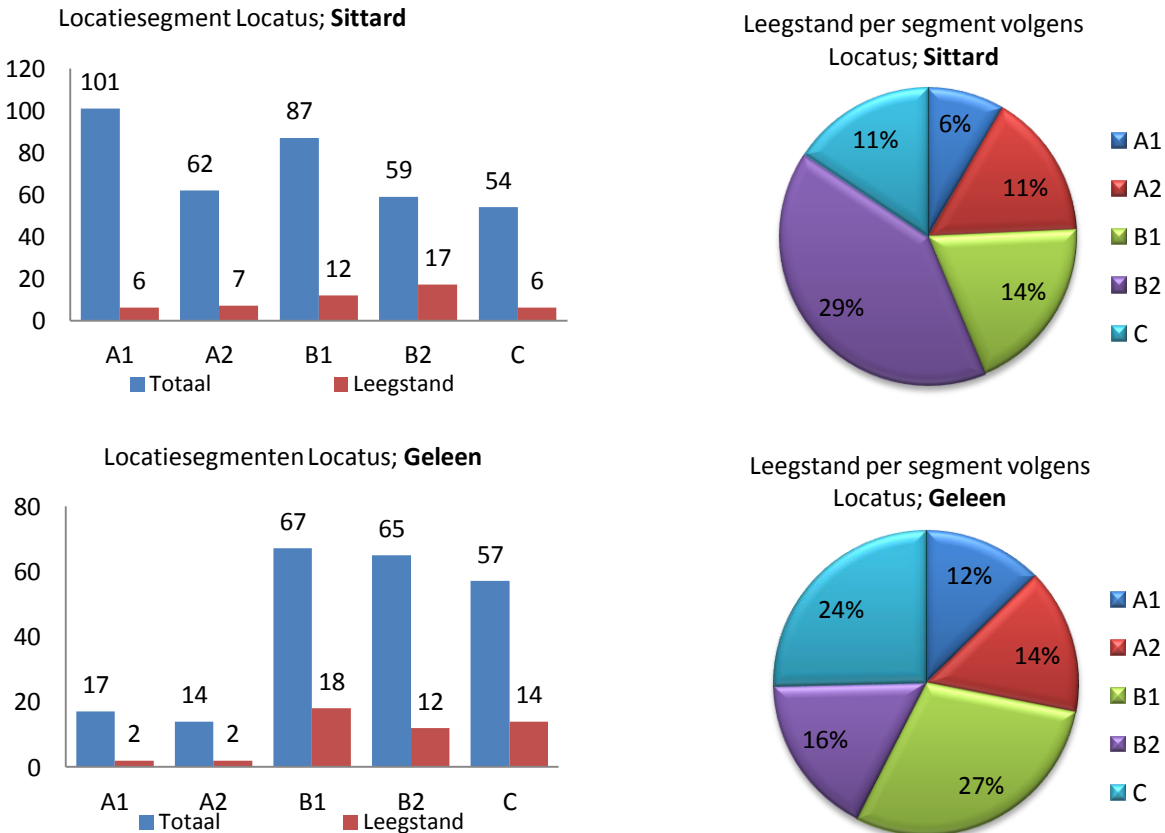 Locatiesegment Locatus; Sittard
120
100
80
60
40
20
0
101
6
62
7
87
12
59
17
54
6
A1 A2 B1 B2 C
Totaal Leegstand
Leegstand per segment volgens
Locatus; Sittard
6%
11%
14%
29%
11%
A1
A2
B1
B2
C
Locatiesegmenten Locatus; Geleen
80
60
40
20
0
17
2
14
2
67
18
65
12
57
14
A1 A2 B1 B2 C
Totaal Leegstand
Leegstand per segment volgens
Locatus; Geleen
12%
14%
27%
16%
24%
A1
A2
B1
B2
C